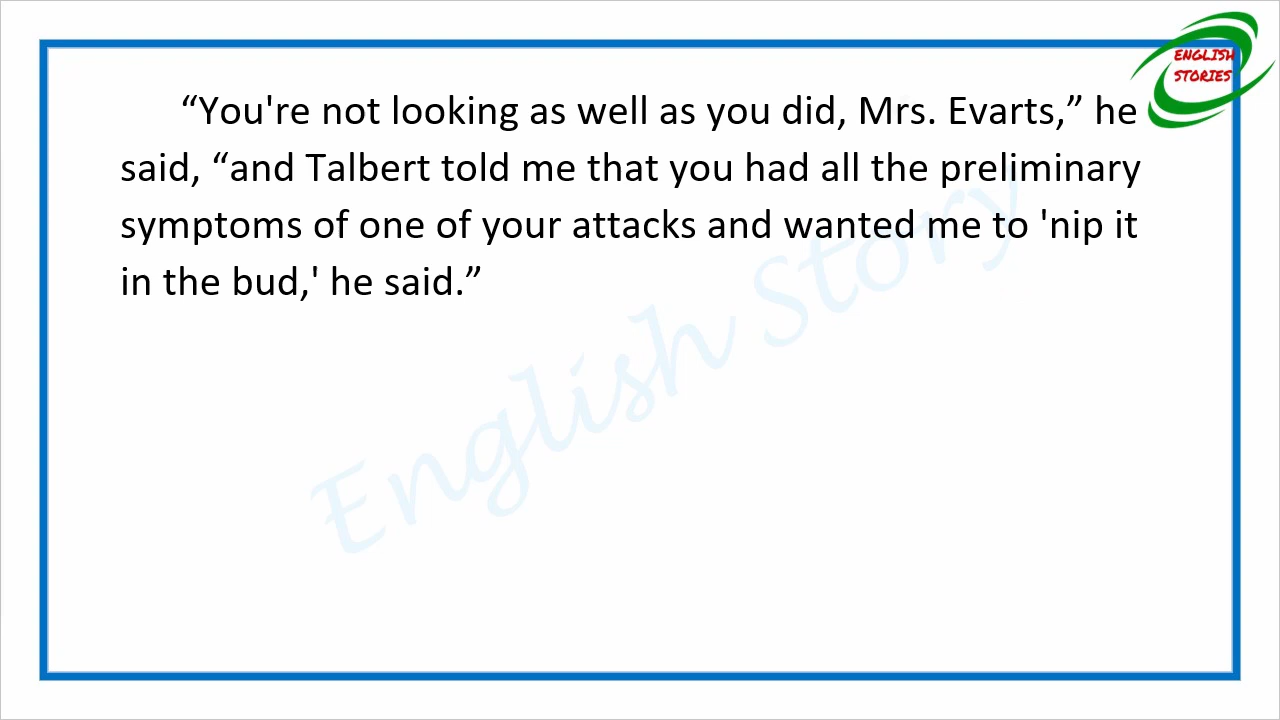 ENGLISH
STORIES
“You're not looking as well as you did, Mrs. Evarts,” he
said, “and Talbert told me that you had all the preliminary
symptoms of one of your attacks and wanted me to 'nip it
in the bud,' he said.”
English Story